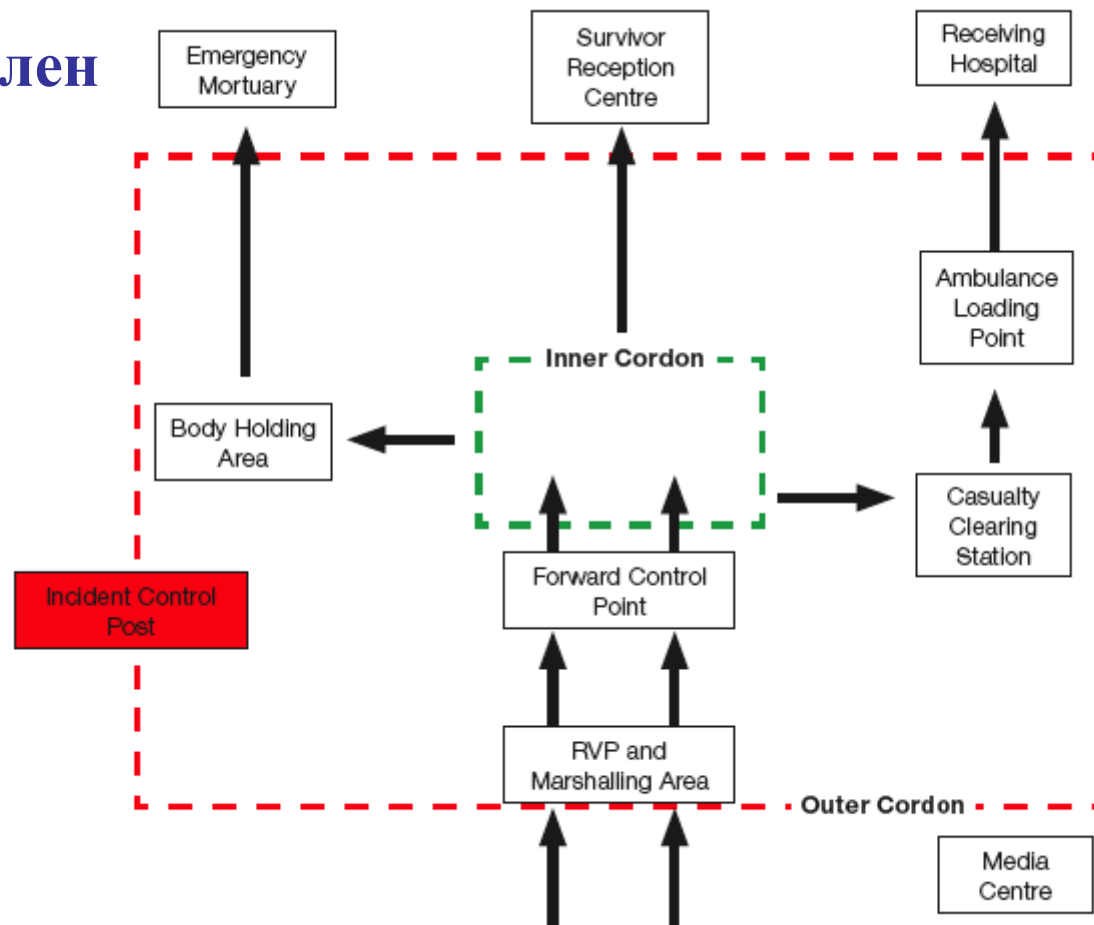 лен
Emergency
Mortuary
Survivor
Reception
Centre
Receiving
Hospital
Ambulance
Loading
Point
Inner Cordon
Body Holding
Area
Casualty
Clearing
Station
Forward Control
Point
Incident Control
Post
RVP and
Marshalling Area
Outer Cordon
Media
Centre